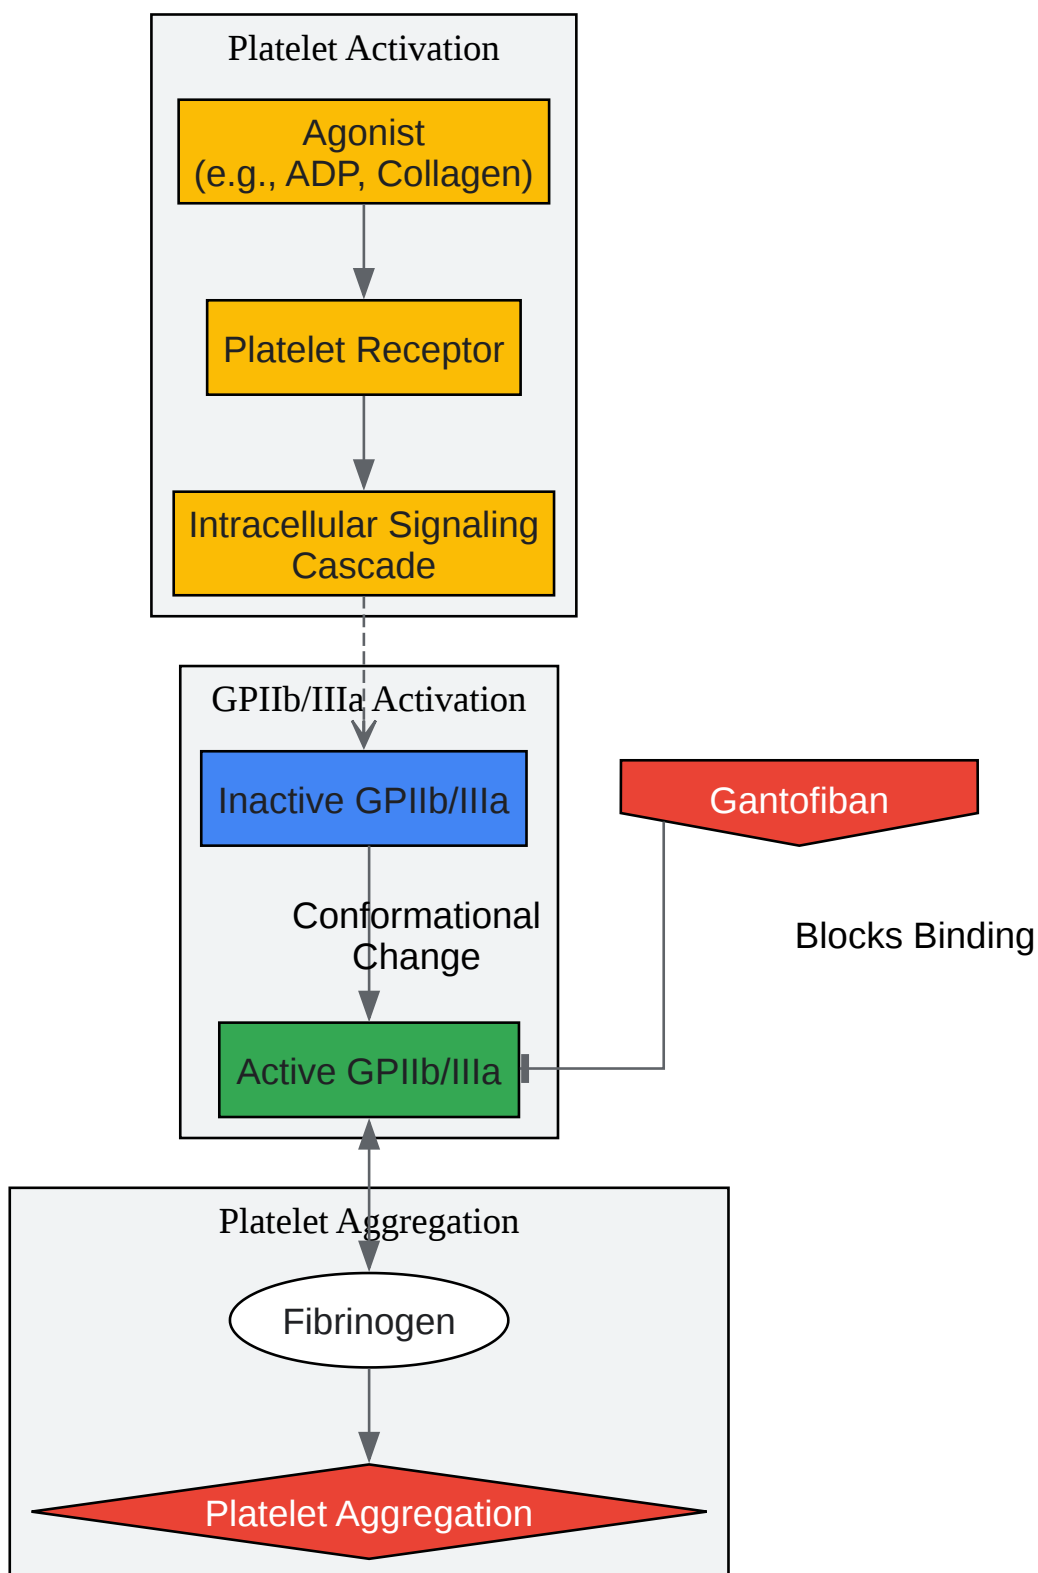 Platelet Activation
Agonist
(e.g., ADP, Collagen)
Platelet Receptor
Intracellular Signaling
Cascade
GPIIb/IIIa Activation
Inactive GPIIb/IIIa
Gantofiban
Conformational
Change
Blocks Binding
Active GPIIb/IIIa
Platelet Aggregation
Fibrinogen
Platelet Aggregation